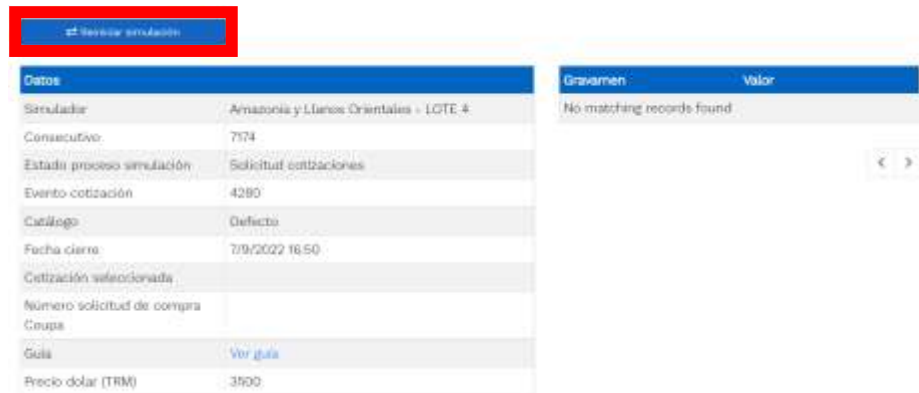 ⇄ Reiniciar simulación
Datos
Simulador Amazonia y Llanos Orientales - LOTE 4
Consecutivo 7174
Estado proceso simulación Solicitud cotizaciones
Evento cotización 4280
Catálogo Defecto
Fecha cierre 7/9/2022 16:50
Cotización seleccionada
Número solicitud de compra
Coupa
Guía Ver guía
Precio dolar (TRM) 3500
Gravamen Valor
No matching records found